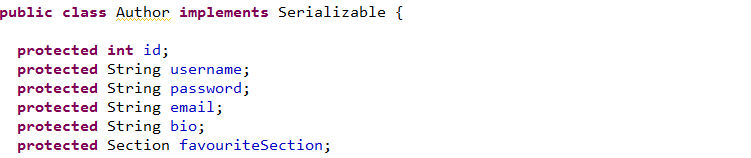 public class Author implements Serializable {
protected int id;
protected String username;
protected String password;
protected String email;
protected String bio;
protected Section favouriteSection;